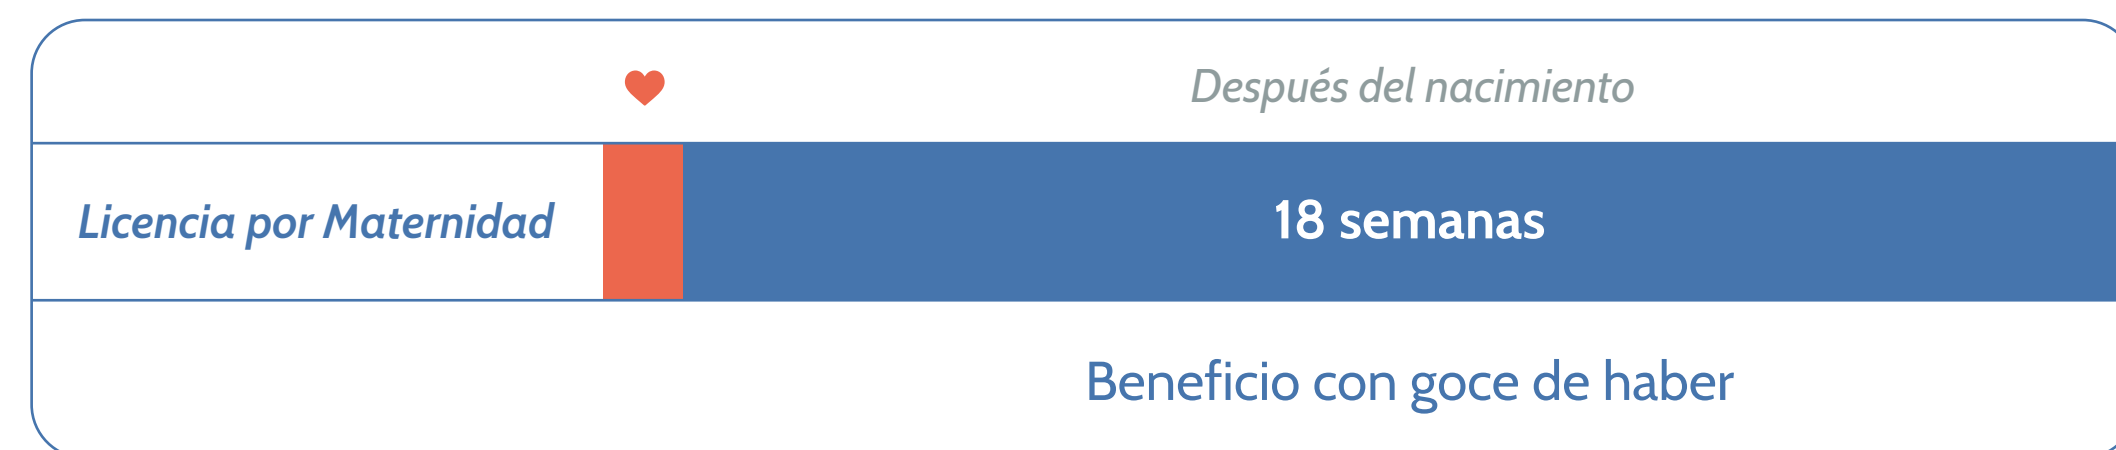 Después del nacimiento
Licencia por Maternidad
18 semanas
Beneficio con goce de haber